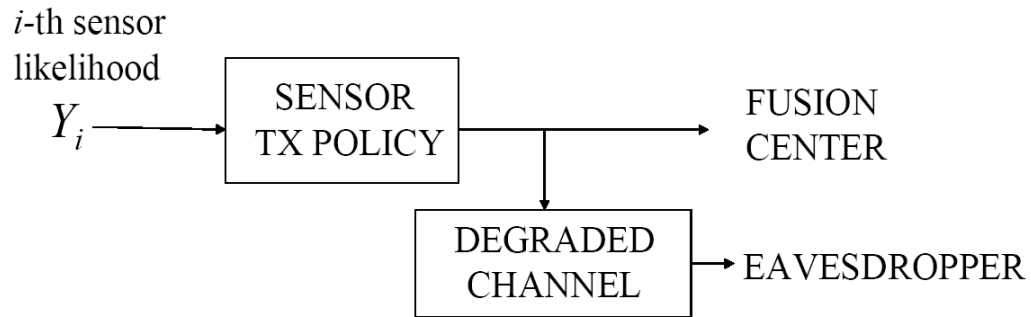 i-th sensor
likelihood
Y_i
SENSOR
TX POLICY
FUSION
CENTER
DEGRADED
CHANNEL
EAVESDROPPER